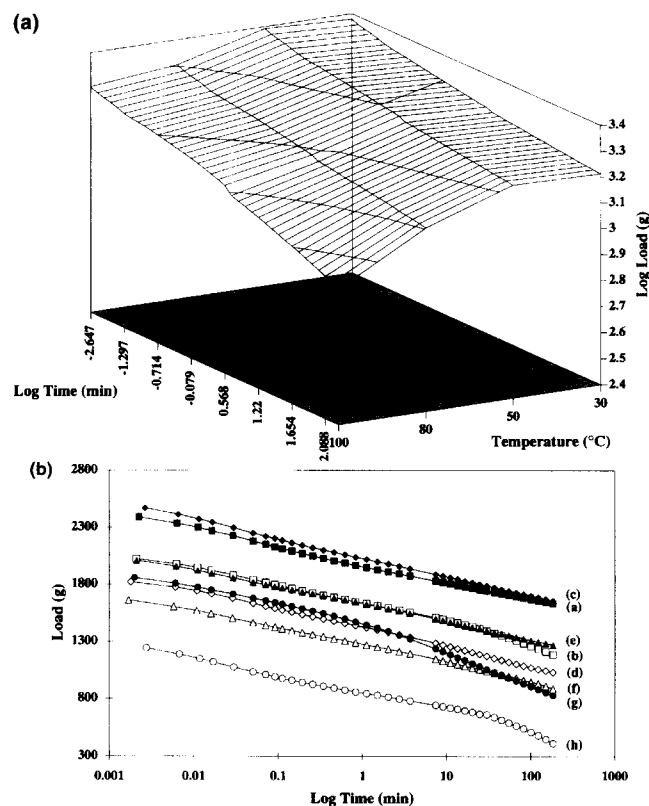 (a)
3.4
3.3
3.2
3.1
3
2.9
2.8
2.7
2.6
2.5
2.4
Log Load (g)
-2.647
-1.297
-0.714
-0.079
0.568
1.22
1.654
2.088
Log Time (min)
100
80
50
30
Temperature (°C)
(b)
2800
2300
1800
1300
800
300
Load (g)
(c)
(a)
(e)
(b)
(d)
(f)
(g)
(h)
0.001
0.01
0.1
1
10
100
1000
Log Time (min)